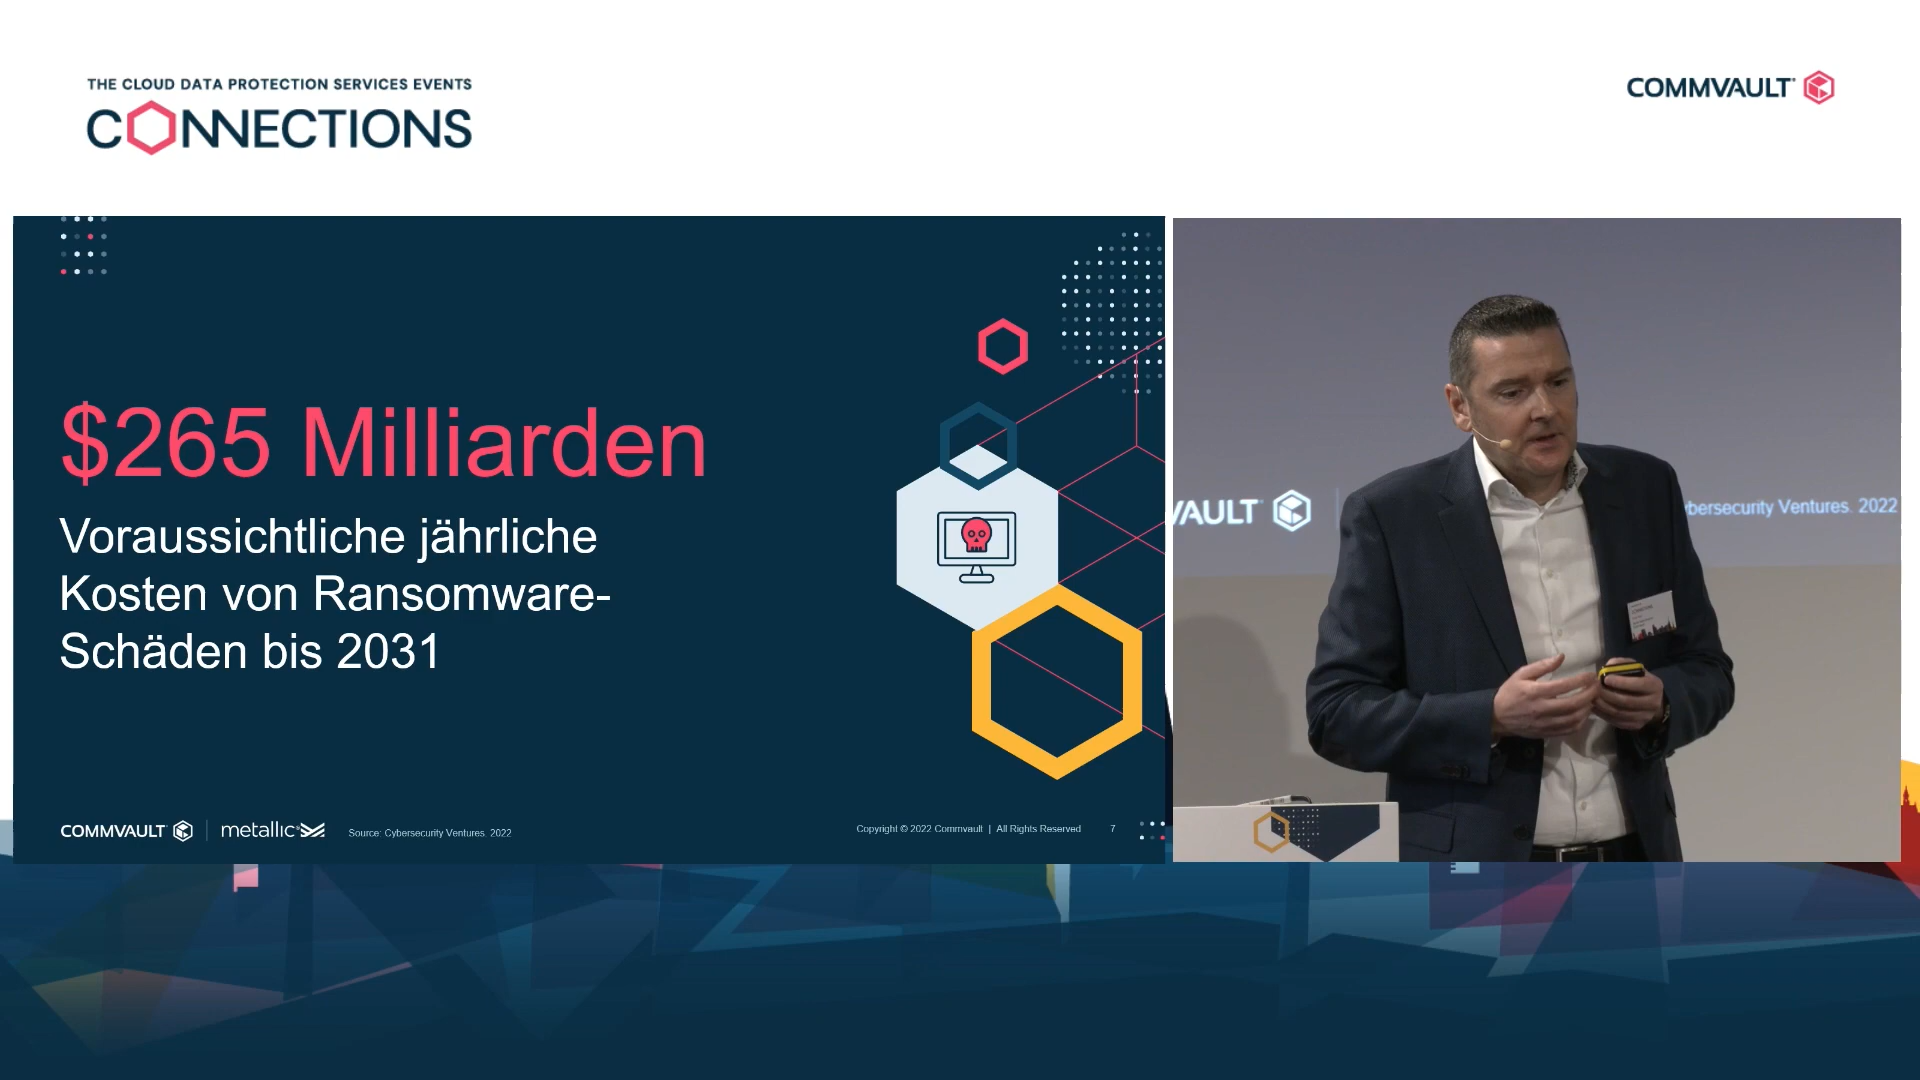 THE CLOUD DATA PROTECTION SERVICES EVENTS
CONNECTIONS
COMMVAULT
$265 Milliarden
Voraussichtliche jährliche
Kosten von Ransomware-
Schäden bis 2031
COMMVAULT
metallic
Source: Cybersecurity Ventures. 2022
Copyright © 2022 Commvault | All Rights Reserved
7
VAULT
bersecurity Ventures. 2022